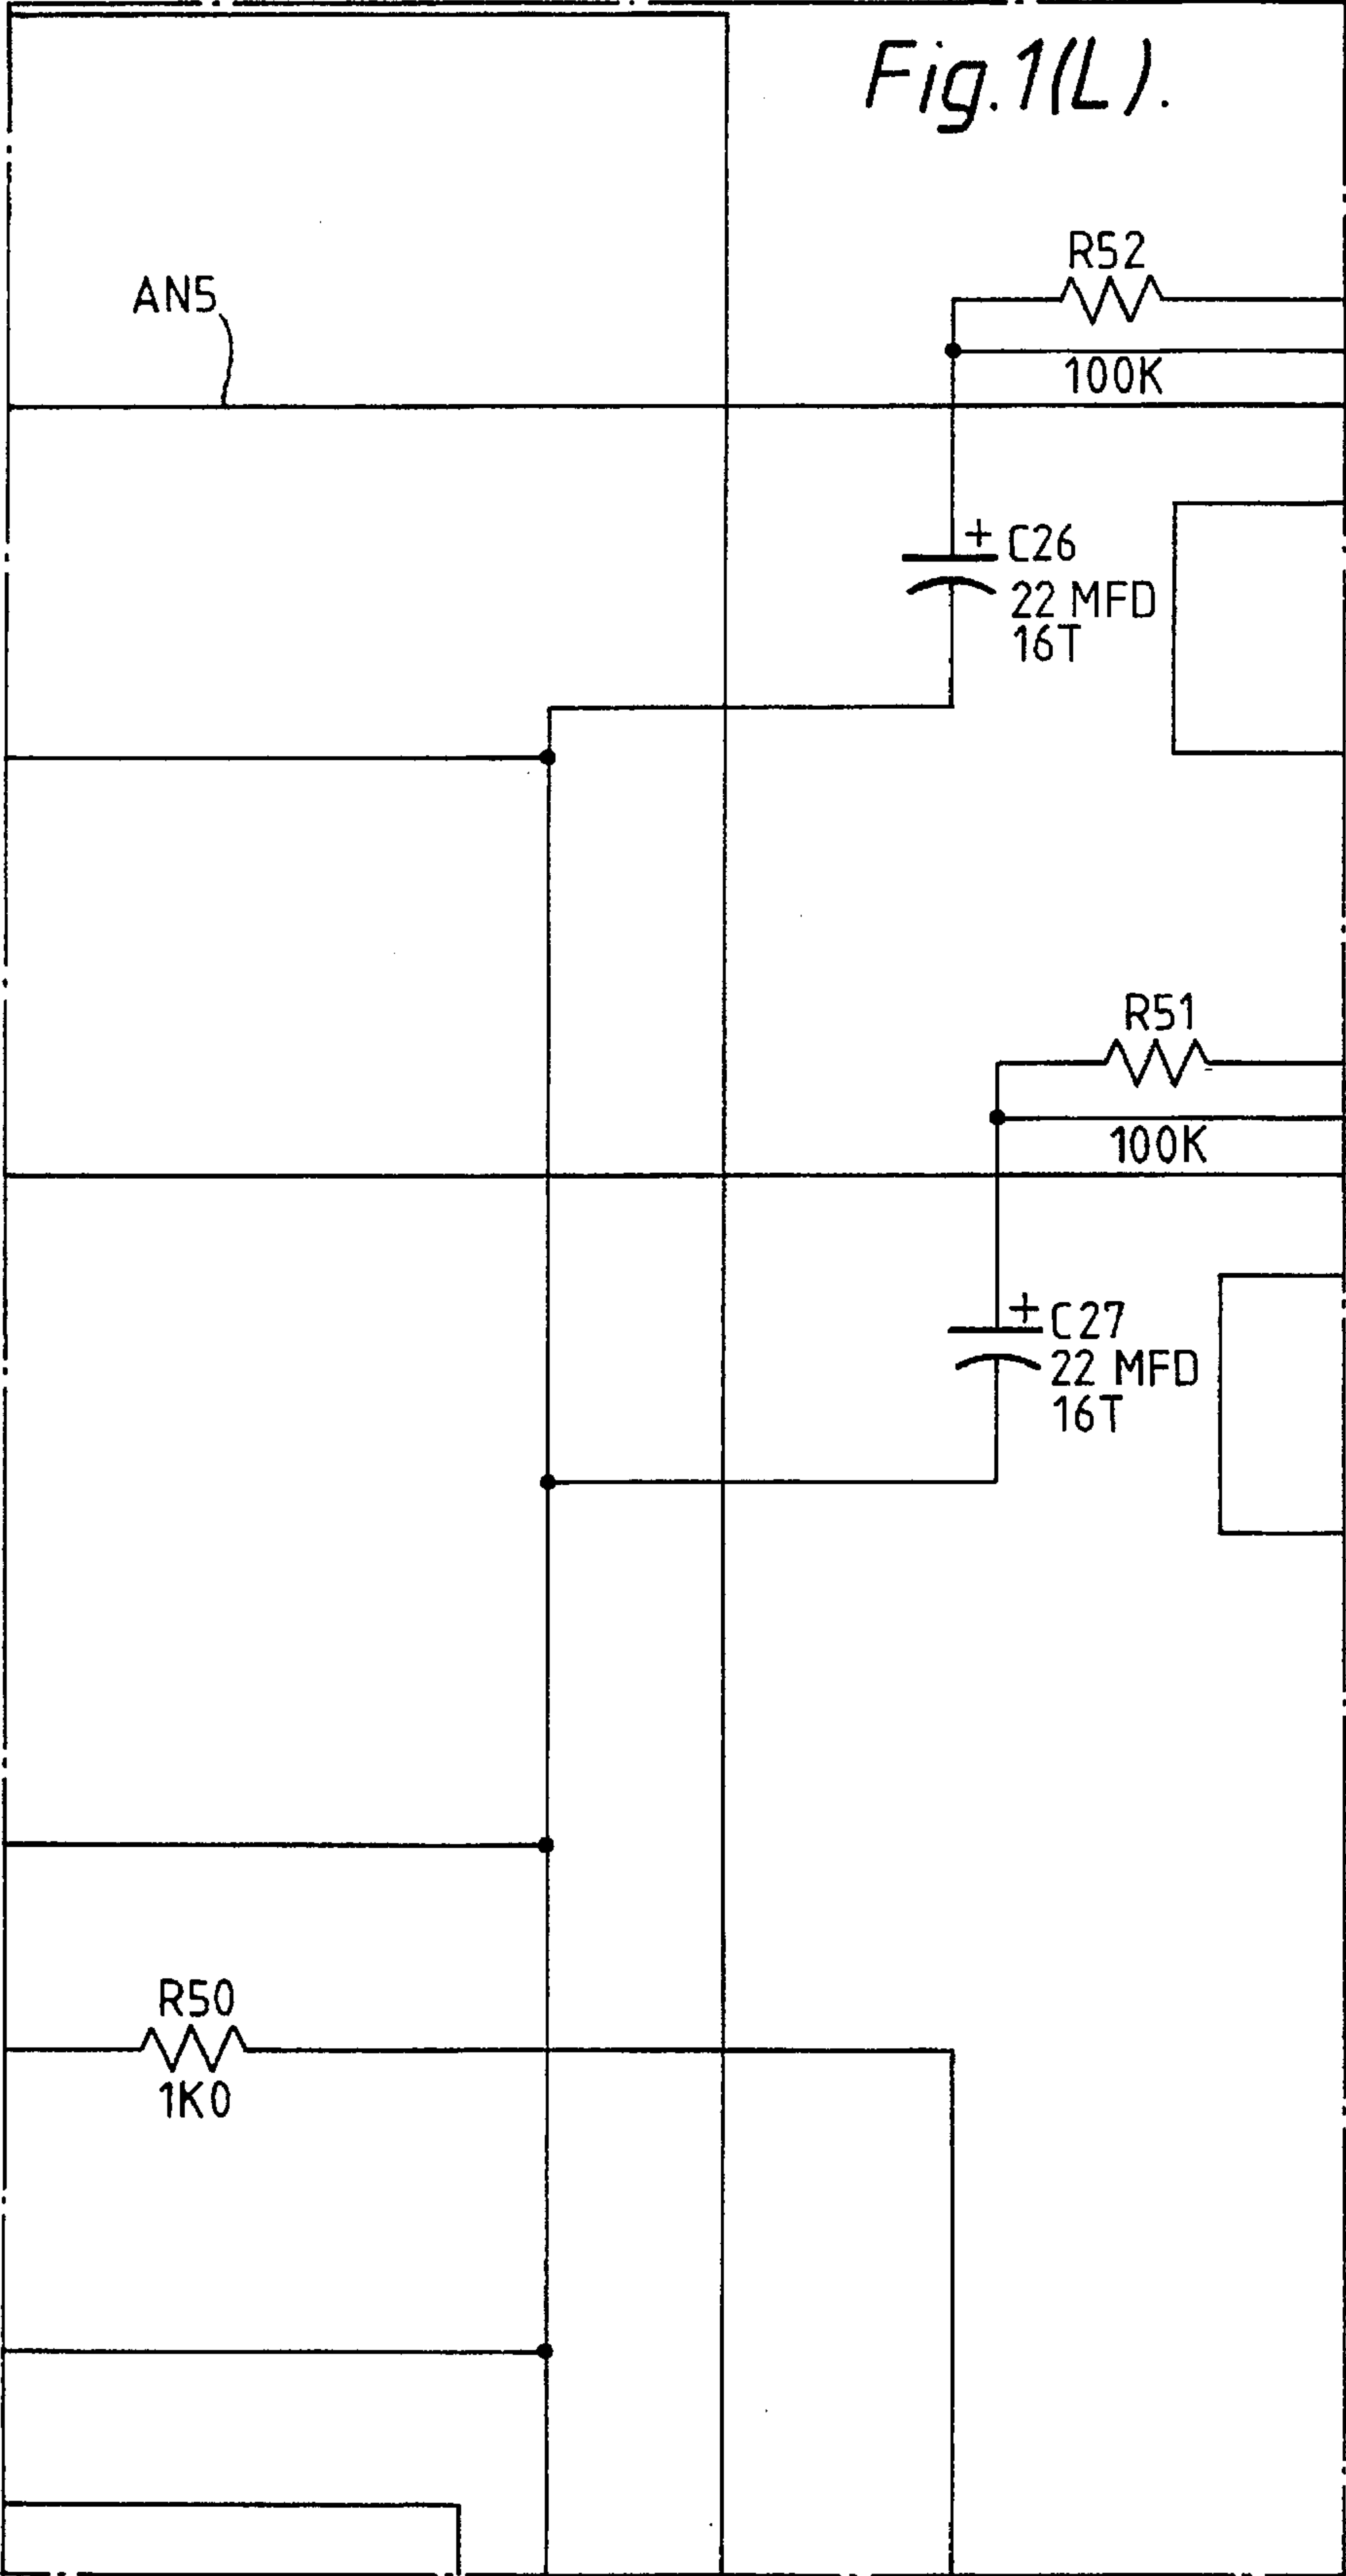 Fig.1(L).
R52
AN5
100K
+ C26
22 MFD
16T
R51
100K
+ C27
22 MFD
16T
R50
1K0